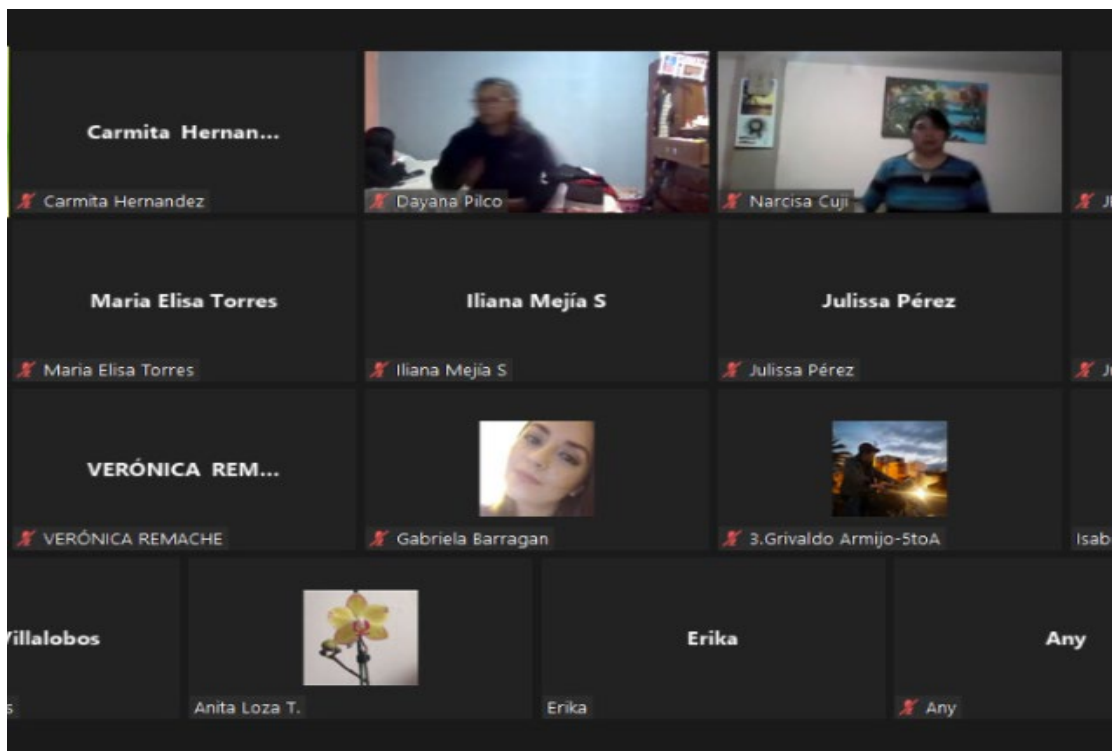 Carmita Hernan...
Carmita Hernandez
Dayana Pilco
Narcisa Cuji
Maria Elisa Torres
Iliana Mejía S
Julissa Pérez
Maria Elisa Torres
Iliana Mejía S
Julissa Pérez
VERÓNICA REM...
VERÓNICA REMACHE
Gabriela Barragan
3.Grivaldo Armijo-5toA
Isab
Villalobos
Erika
Any
Anita Loza T.
Erika
Any